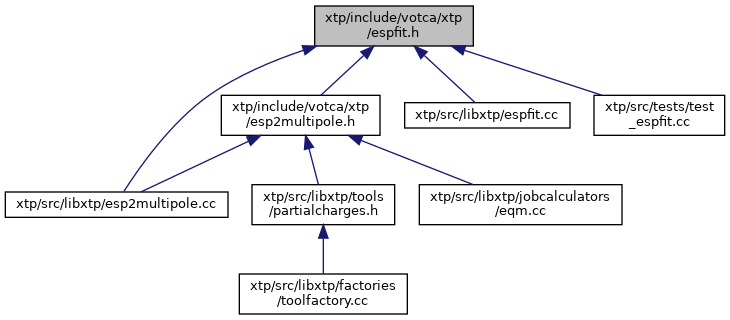 xtp/include/votca/xtp
/espfit.h
xtp/include/votca/xtp
/esp2multipole.h
xtp/src/libxtp/espfit.cc
xtp/src/tests/test
_espfit.cc
xtp/src/libxtp/esp2multipole.cc
xtp/src/libxtp/tools
/partialcharges.h
xtp/src/libxtp/jobcalculators
/eqm.cc
xtp/src/libxtp/factories
/toolfactory.cc